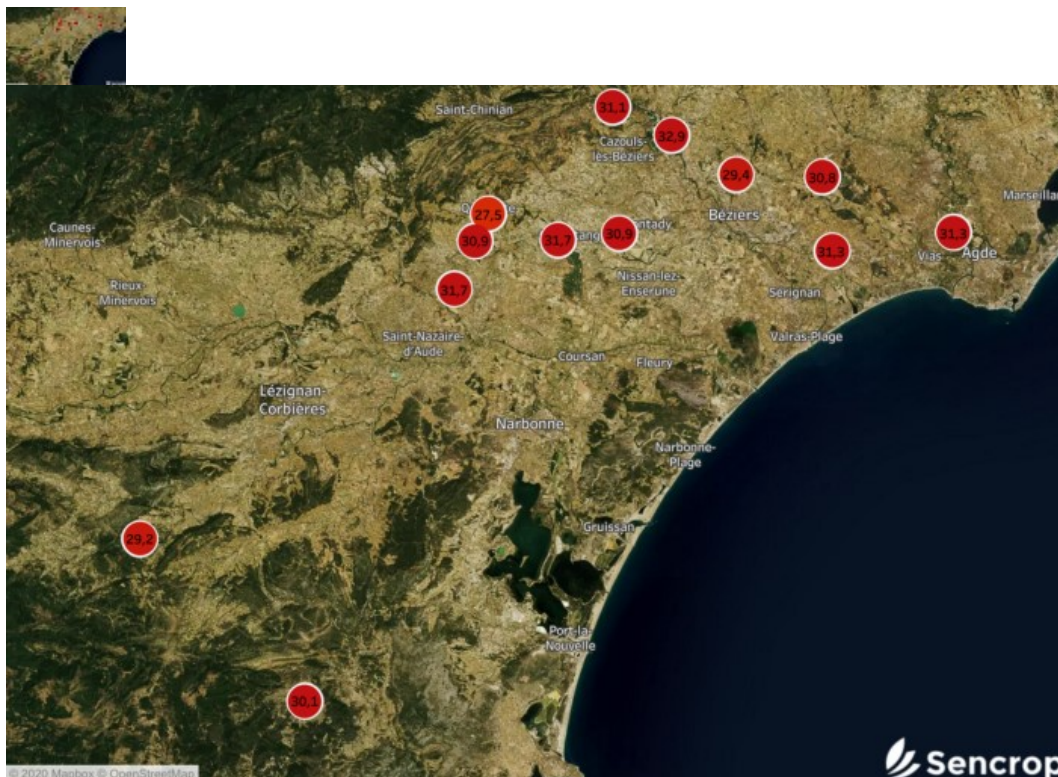 Saint-Chinian
31,1
32,9
Cazouls-
lès-Béziers
29,4
30,8
Marseillan
27,5
Béziers
31,3
Caunes-
Minervois
30,9
31,7
30,9
31,3
Vias
Agde
Nissan-lez-
Enserune
Rieux-
Minervois
31,7
Sérignan
Saint-Nazaire-
d'Aude
Valras-Plage
Coursan
Fleury
Lézignan-
Corbières
Narbonne
Narbonne-
Plage
Gruissan
29,2
Port-la-
Nouvelle
30,1
Sencrop
© 2020 Mapbox © OpenStreetMap